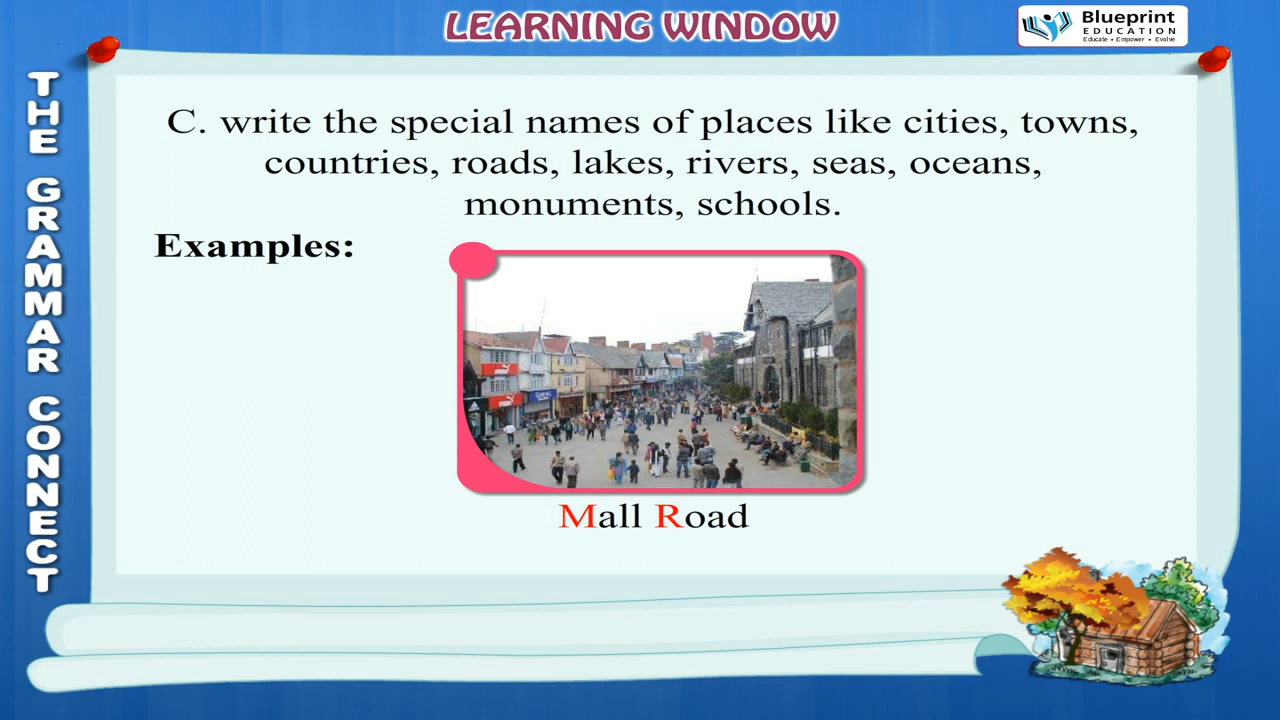 LEARNING WINDOW
Blueprint
EDUCATION
Educate • Empower • Evolve
THE GRAMMAR CONNECT
C. write the special names of places like cities, towns,
countries, roads, lakes, rivers, seas, oceans,
monuments, schools.
Examples:
Mall Road